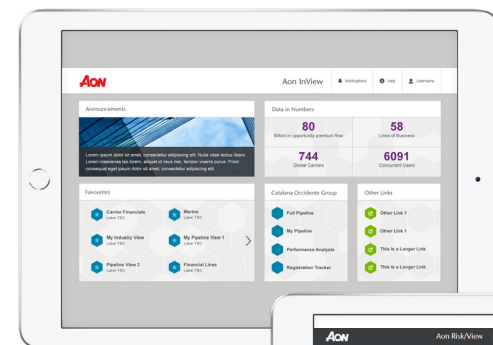 AON
Aon InView
Notifications
Help
Username
Announcements
Lorem ipsum dolor sit amet, consectetur adipiscing elit. Nulla vitae lectus libero.
Lorem maecenas leo lorem, aliquet id risus nec, tempor viverra purus. Proin
consequat eget ipsum dolor sit amet, consectetur adipiscing elit.
Data in Numbers
80
Billion in opportunity premium flow
58
Lines of Business
744
Global Carriers
6091
Concurrent Users
Favourites
Carrier Financials
Label TBC
Marine
Label TBC
My Industry View
Label TBC
My Pipeline View 1
Label TBC
Pipeline View 2
Label TBC
Financial Lines
Label TBC
Catalana Occidente Group
Full Pipeline
My Pipeline
Performance Analysis
Registration Tracker
Other Links
Other Link 1
Other Link 1
This is a Longer Link
This is a Longer Link
AON
Aon Risk/View